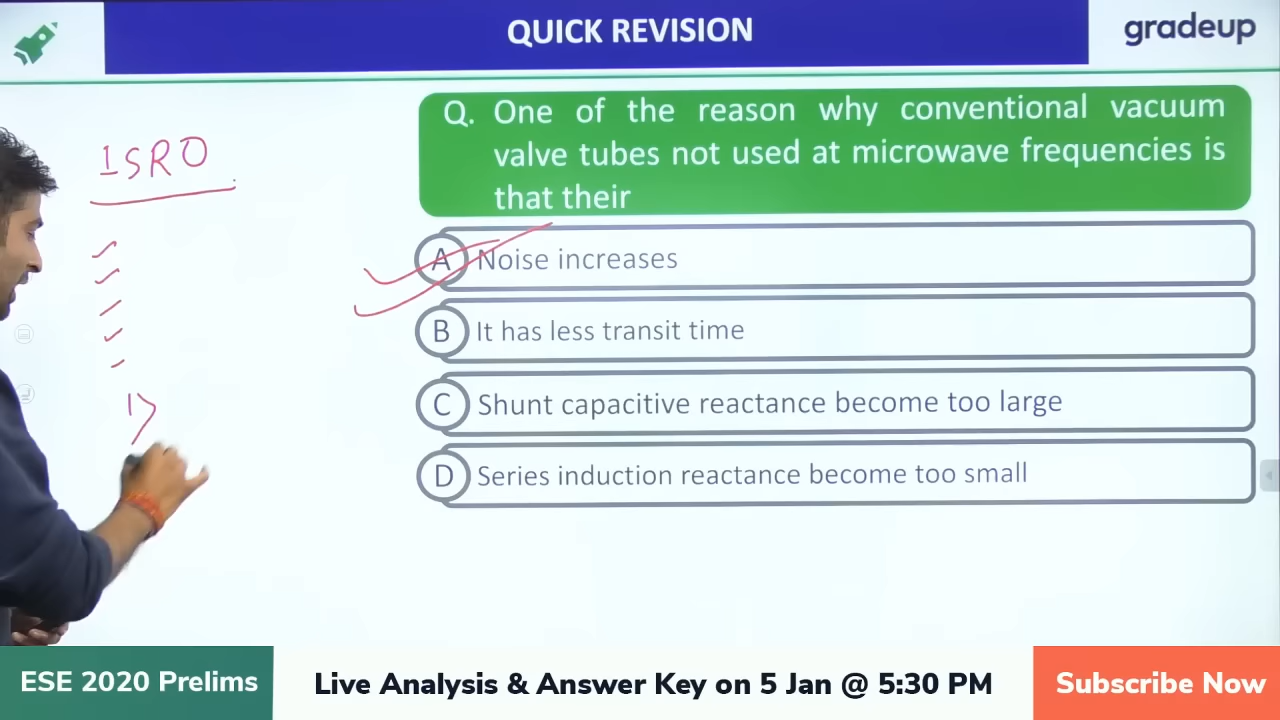 QUICK REVISION
gradeup
ISRO
Q. One of the reason why conventional vacuum
valve tubes not used at microwave frequencies is
that their
A Noise increases
B It has less transit time
C Shunt capacitive reactance become too large
D Series induction reactance become too small
1>
ESE 2020 Prelims
Live Analysis & Answer Key on 5 Jan @ 5:30 PM
Subscribe Now